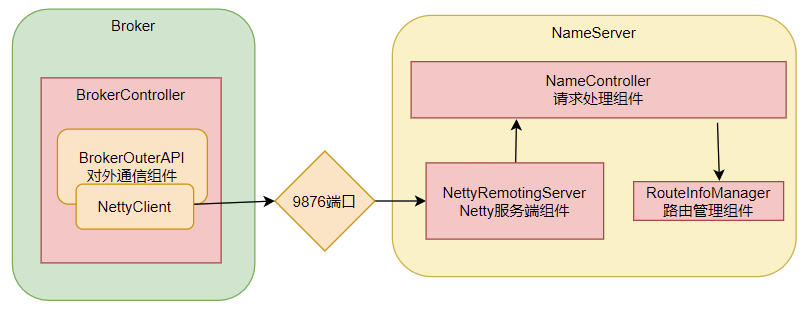 Broker
BrokerController
BrokerOuterAPI
对外通信组件
NettyClient
9876端口
NameServer
NameController
请求处理组件
NettyRemotingServer
Netty服务端组件
RouteInfoManager
路由管理组件